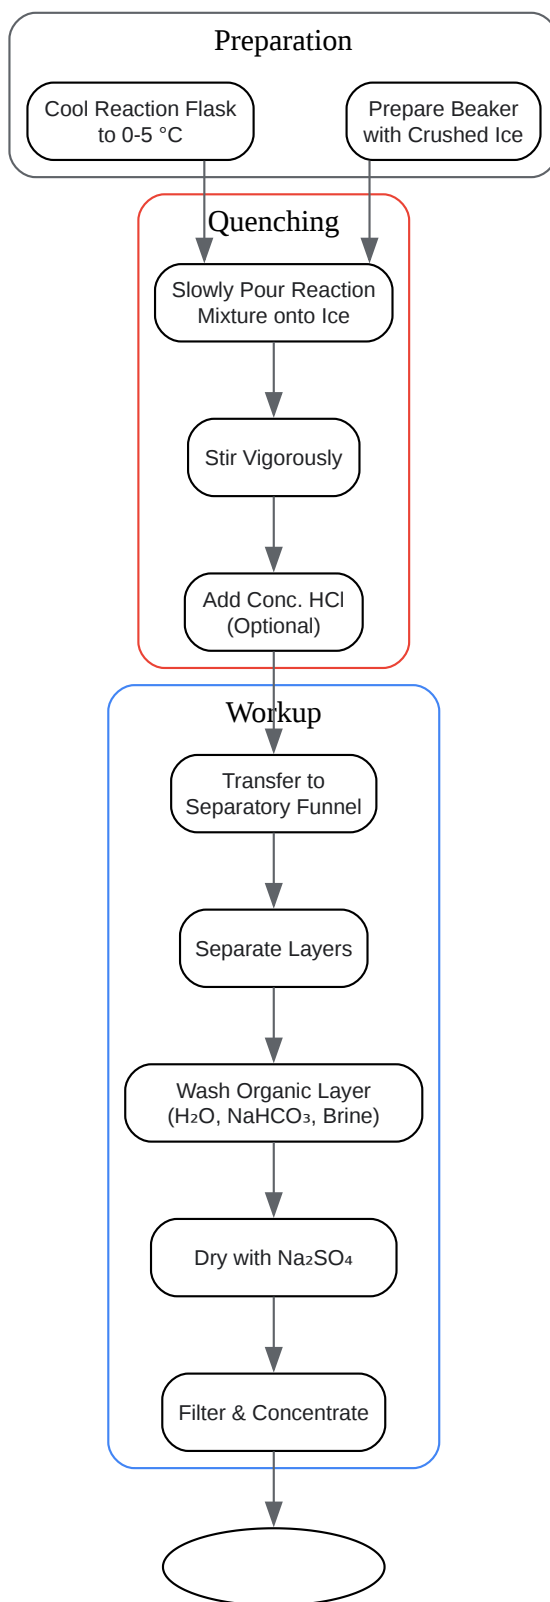 Preparation
Cool Reaction Flask
to 0-5 °C
Prepare Beaker
with Crushed Ice
Quenching
Slowly Pour Reaction
Mixture onto Ice
Stir Vigorously
Add Conc. HCl
(Optional)
Workup
Transfer to
Separatory Funnel
Separate Layers
Wash Organic Layer
(H₂O, NaHCO₃, Brine)
Dry with Na₂SO₄
Filter & Concentrate